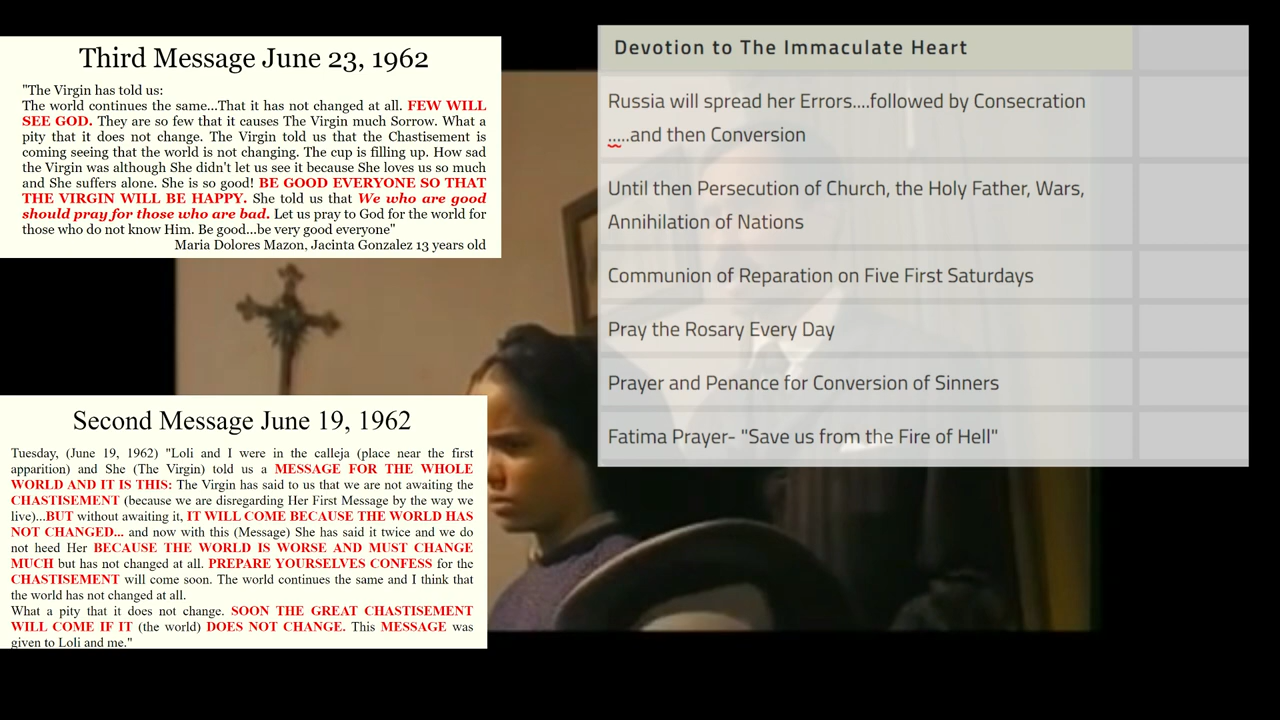 Third Message June 23, 1962
"The Virgin has told us:
The world continues the same...That it has not changed at all. FEW WILL
SEE GOD. They are so few that it causes The Virgin much Sorrow. What a
pity that it does not change. The Virgin told us that the Chastisement is
coming seeing that the world is not changing. The cup is filling up. How sad
the Virgin was although She didn't let us see it because She loves us so much
and She suffers alone. She is so good! BE GOOD EVERYONE SO THAT
THE VIRGIN WILL BE HAPPY. She told us that We who are good
should pray for those who are bad. Let us pray to God for the world for
those who do not know Him. Be good...be very good everyone"
Maria Dolores Mazon, Jacinta Gonzalez 13 years old
Second Message June 19, 1962
Tuesday, (June 19, 1962) "Loli and I were in the calleja (place near the first
apparition) and She (The Virgin) told us a MESSAGE FOR THE WHOLE
WORLD AND IT IS THIS: The Virgin has said to us that we are not awaiting the
CHASTISEMENT (because we are disregarding Her First Message by the way we
live)...BUT without awaiting it, IT WILL COME BECAUSE THE WORLD HAS
NOT CHANGED... and now with this (Message) She has said it twice and we do
not heed Her BECAUSE THE WORLD IS WORSE AND MUST CHANGE
MUCH but has not changed at all. PREPARE YOURSELVES CONFESS for the
CHASTISEMENT will come soon. The world continues the same and I think that
the world has not changed at all.
What a pity that it does not change. SOON THE GREAT CHASTISEMENT
WILL COME IF IT (the world) DOES NOT CHANGE. This MESSAGE was
given to Loli and me."
Devotion to The Immaculate Heart
Russia will spread her Errors....followed by Consecration
.....and then Conversion
Until then Persecution of Church, the Holy Father, Wars,
Annihilation of Nations
Communion of Reparation on Five First Saturdays
Pray the Rosary Every Day
Prayer and Penance for Conversion of Sinners
Fatima Prayer- "Save us from the Fire of Hell"